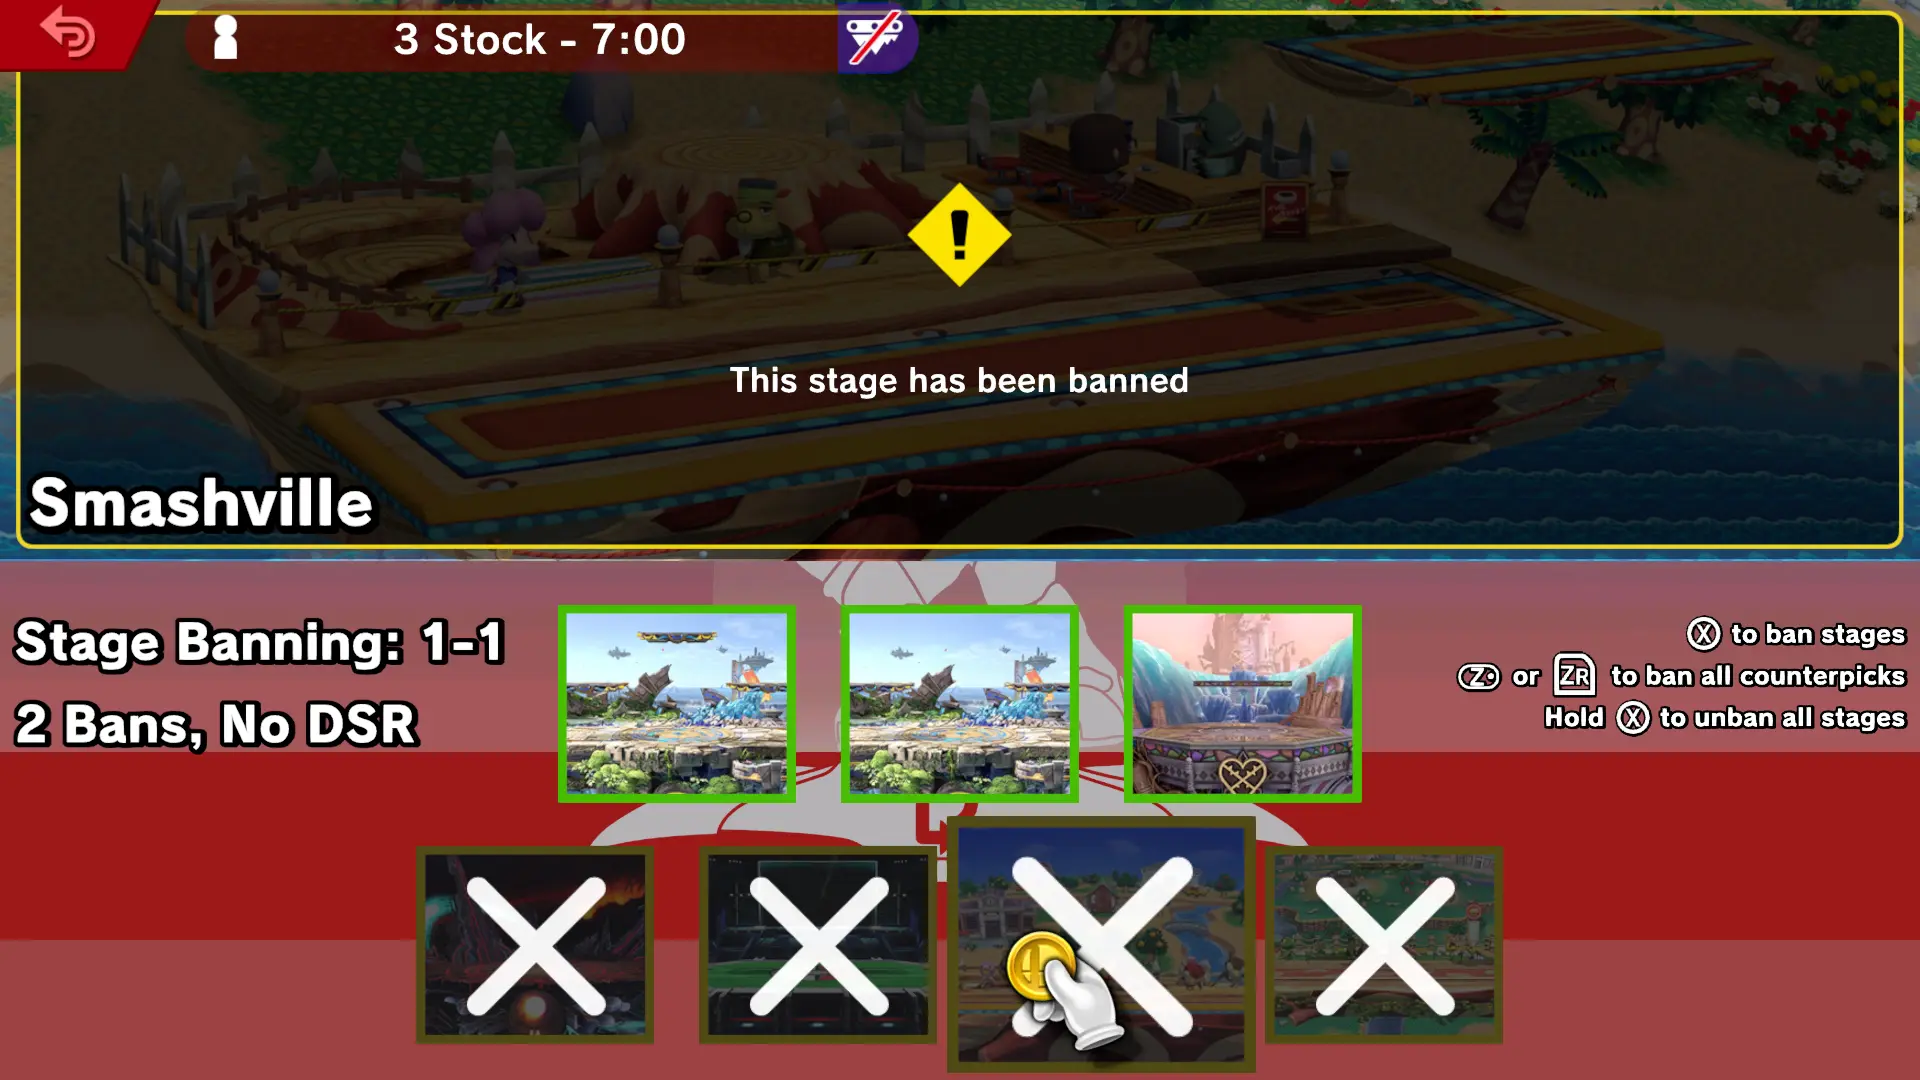 3 Stock - 7:00
This stage has been banned
Smashville
Stage Banning: 1-1
2 Bans, No DSR
X to ban stages
Z or ZR to ban all counterpicks
Hold X to unban all stages